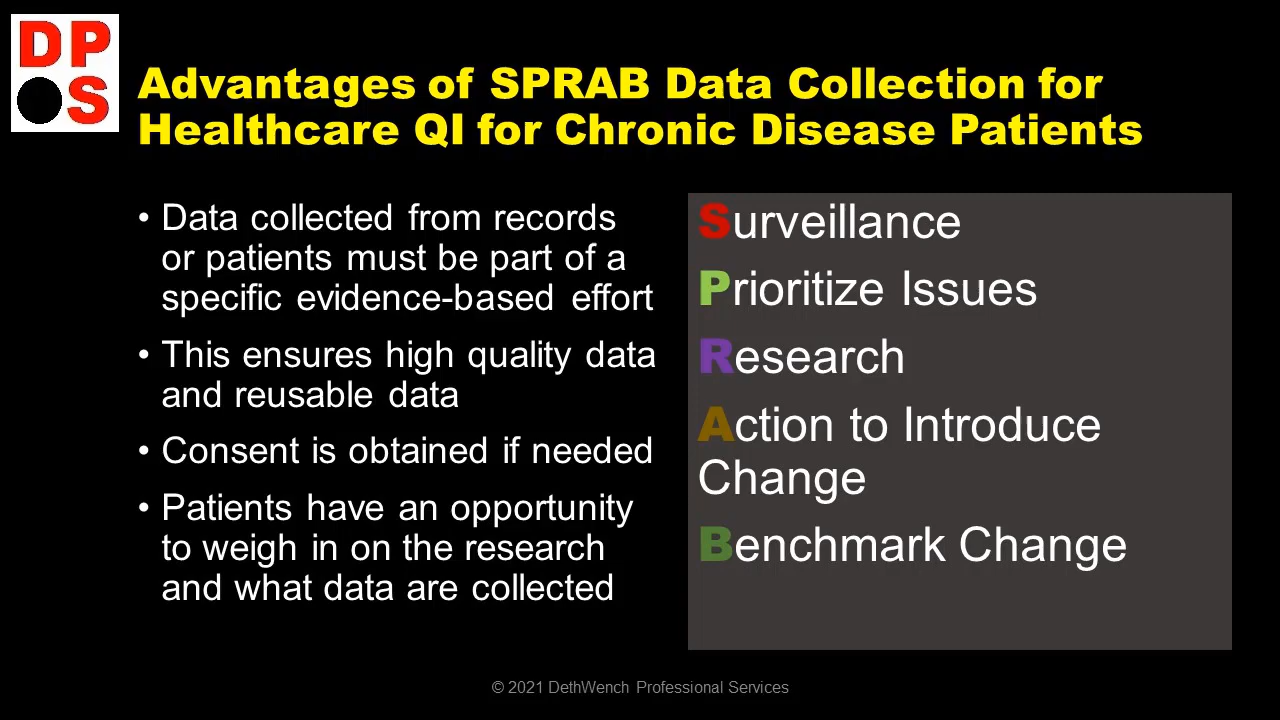 DP
S
Advantages of SPRAB Data Collection for
Healthcare QI for Chronic Disease Patients
• Data collected from records
or patients must be part of a
specific evidence-based effort
• This ensures high quality data
and reusable data
• Consent is obtained if needed
• Patients have an opportunity
to weigh in on the research
and what data are collected
Surveillance
Prioritize Issues
Research
Action to Introduce
Change
Benchmark Change
© 2021 DethWench Professional Services